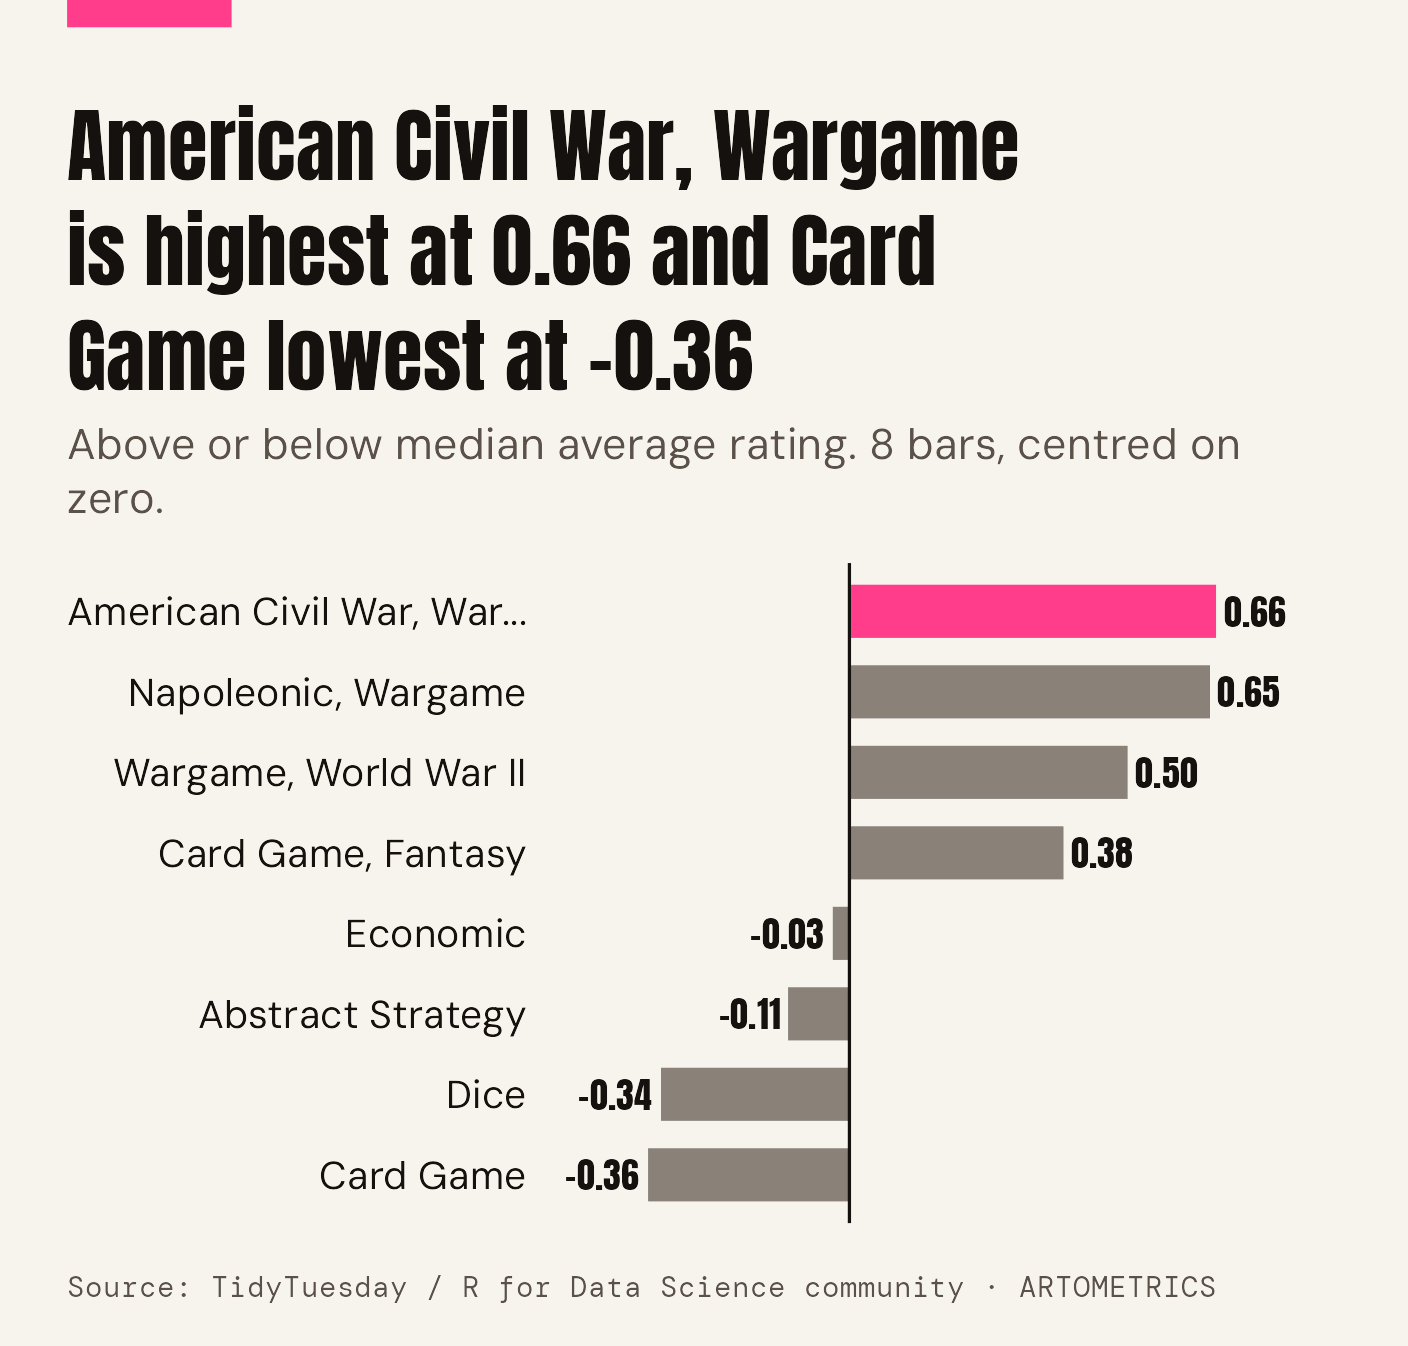 American Civil War, Wargame
is highest at 0.66 and Card
Game lowest at -0.36
Above or below median average rating. 8 bars, centred on
zero.
American Civil War, War... 0.66
Napoleonic, Wargame 0.65
Wargame, World War II 0.50
Card Game, Fantasy 0.38
Economic -0.03
Abstract Strategy -0.11
Dice -0.34
Card Game -0.36
Source: TidyTuesday / R for Data Science community · ARTOMETRICS